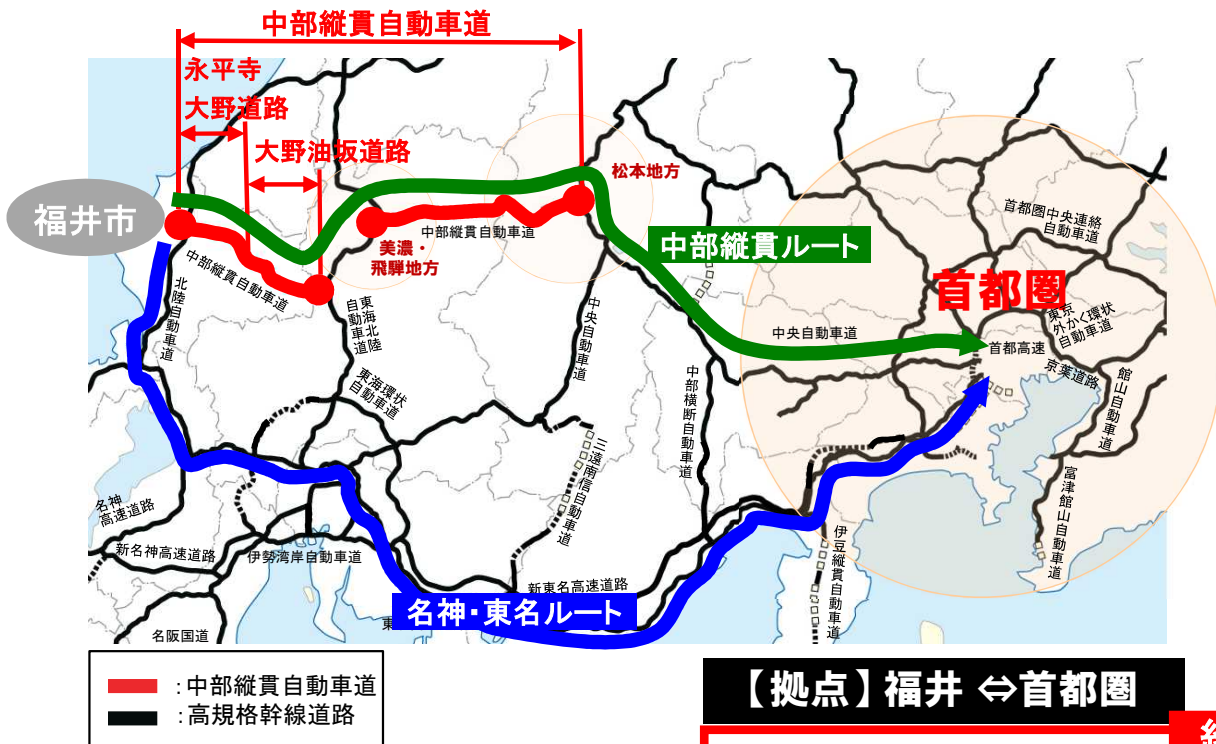 中部縦貫自動車道
永平寺
大野道路
大野油坂道路
松本地方
福井市
首都圏中央連絡
自動車道
中部縦貫自動車道
中部縦貫ルート
美濃・
飛騨地方
首都圏
中部縦貫自動車道
北陸自動車道
東海北陸
自動車道
中央自動車道
中央自動車道
東京
外かく環状
自動車道
首都高速
京葉道路
館山自動車道
東海環状
自動車道
中部横断自動車道
三遠南信自動車道
富津館山自動車道
名神
高速道路
新名神高速道路
伊勢湾岸自動車道
伊豆縦貫自動車道
新東名高速道路
名神・東名ルート
東
名阪国道
:中部縦貫自動車道
:高規格幹線道路
【拠点】福井 ⇔首都圏